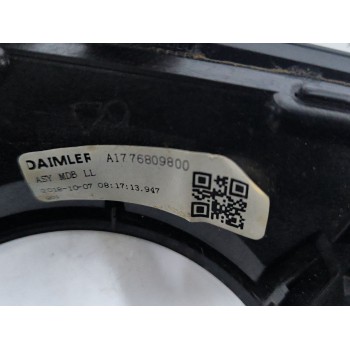 DAIMLER A1776809800
ASY MDB LL
2018-10-07 08:17:13.947